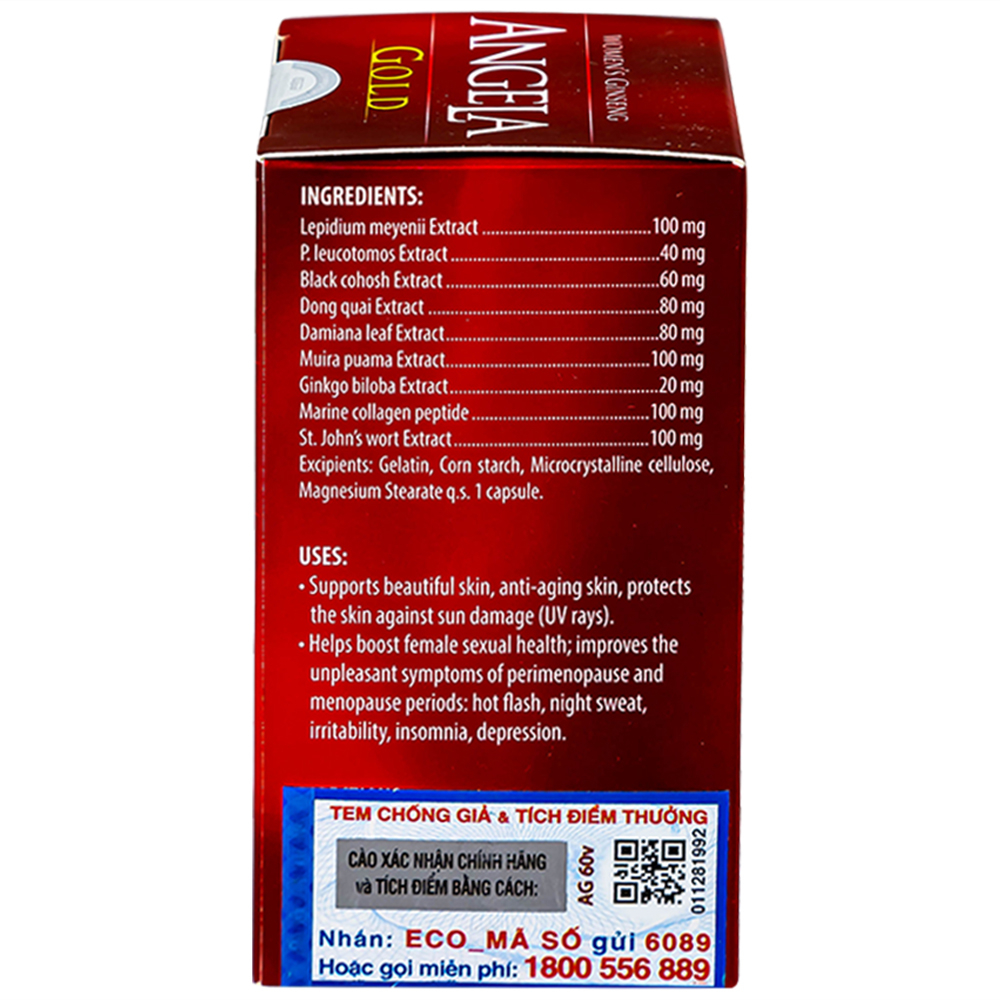 WOMEN'S GINSENG
ANGELA
GOLD
INGREDIENTS:
Lepidium meyenii Extract ....................................100 mg
P. leucotomos Extract.............................................40 mg
Black cohosh Extract ..............................................60 mg
Dong quai Extract ..................................................80 mg
Damiana leaf Extract..............................................80 mg
Muira puama Extract............................................100 mg
Ginkgo biloba Extract.............................................20 mg
Marine collagen peptide ......................................100 mg
St. John's wort Extract..........................................100 mg
Excipients: Gelatin, Corn starch, Microcrystalline cellulose,
Magnesium Stearate q.s. 1 capsule.
USES:
• Supports beautiful skin, anti-aging skin, protects
the skin against sun damage (UV rays).
• Helps boost female sexual health; improves the
unpleasant symptoms of perimenopause and
menopause periods: hot flash, night sweat,
irritability, insomnia, depression.
TEM CHỐNG GIẢ & TÍCH ĐIỂM THƯỞNG
CÀO XÁC NHẬN CHÍNH HÃNG
và TÍCH ĐIỂM BẰNG CÁCH:
AG 60v
011281992
Nhắn: ECO_MÃ SỐ gửi 6089
Hoặc gọi miễn phí: 1800 556 889